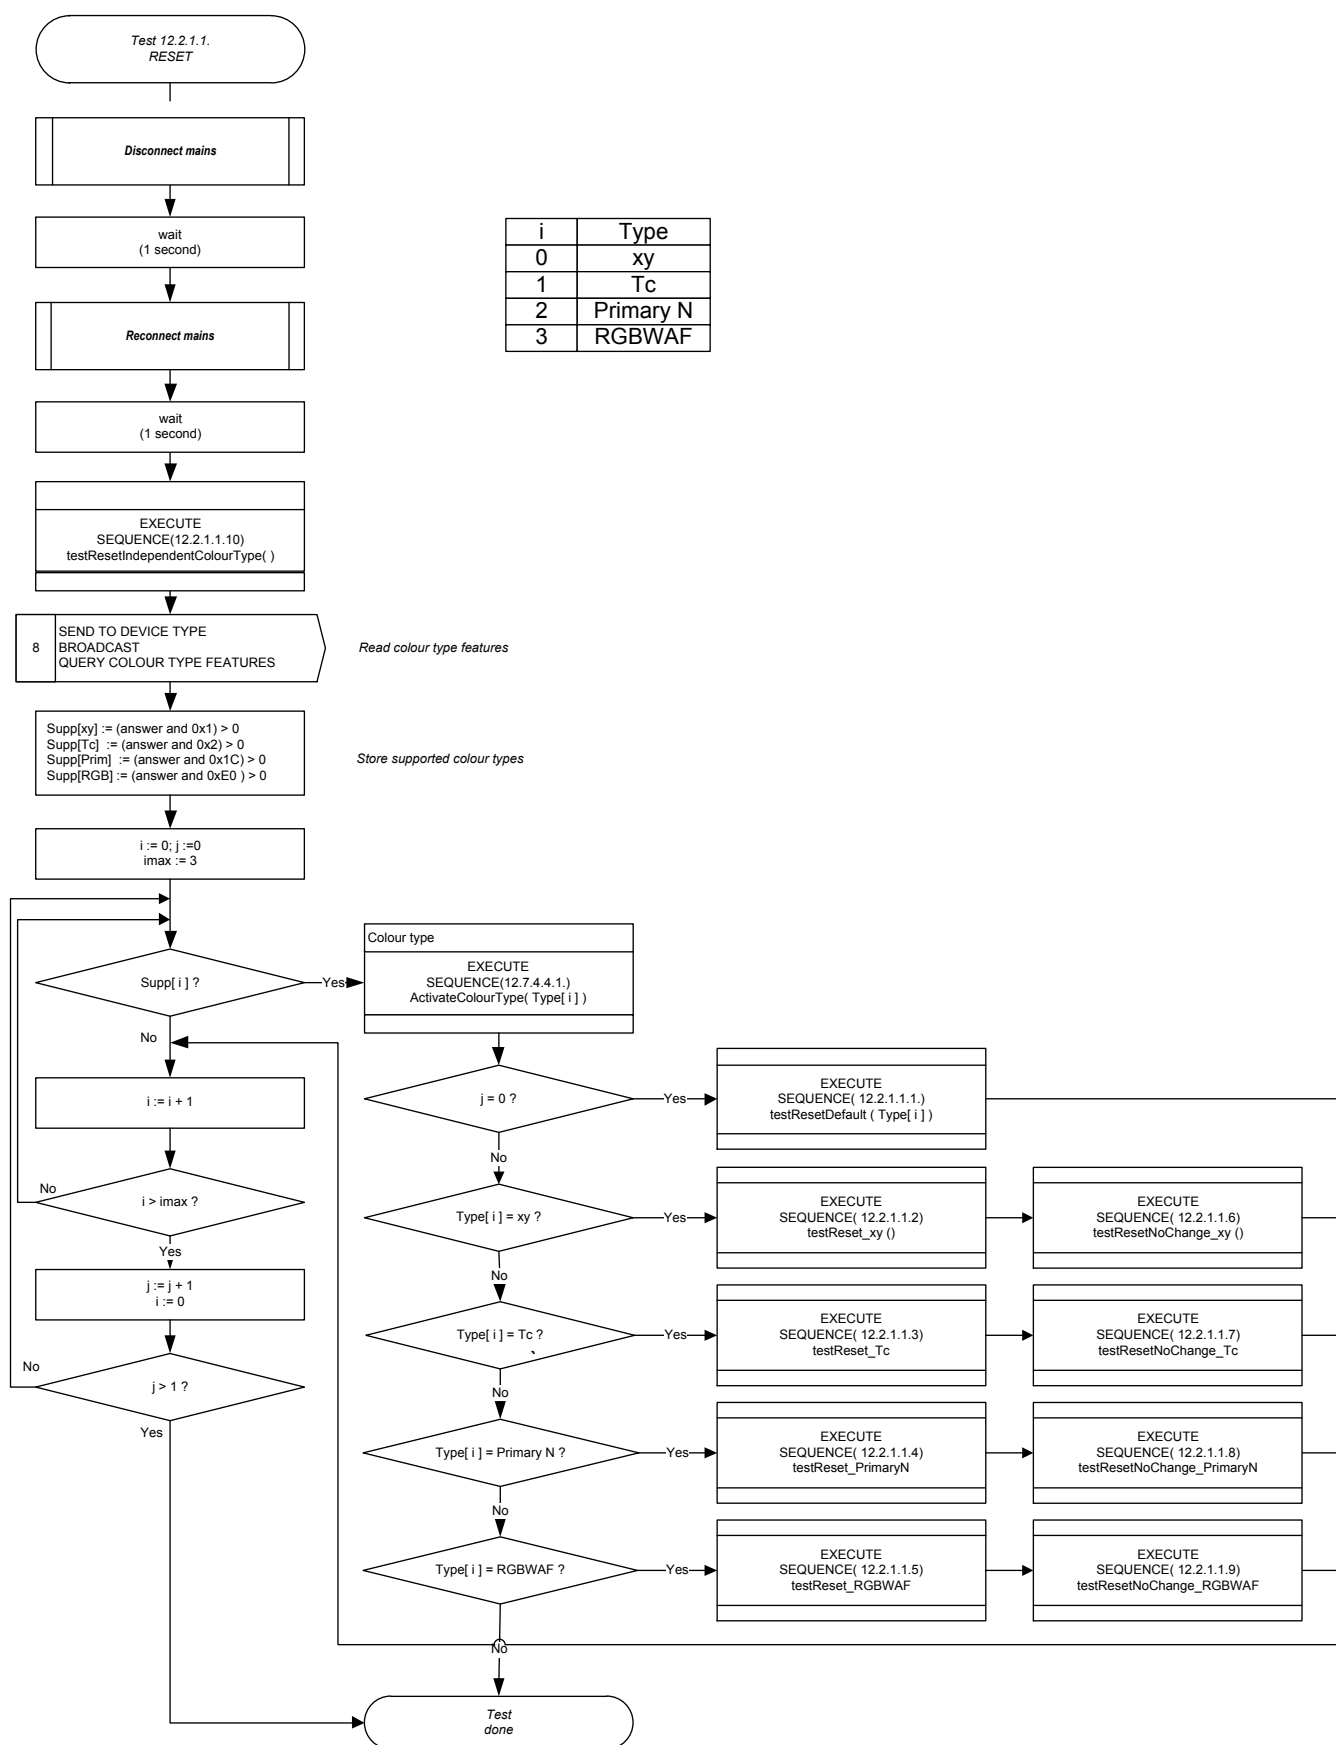 Test 12.2.1.1.
RESET
Disconnect mains
wait
(1 second)
Reconnect mains
wait
(1 second)
EXECUTE
SEQUENCE(12.2.1.1.10)
testResetIndependentColourType( )
8
SEND TO DEVICE TYPE
BROADCAST
QUERY COLOUR TYPE FEATURES
Read colour type features
Supp[xy] := (answer and 0x1) > 0
Supp[Tc] := (answer and 0x2) > 0
Supp[Prim] := (answer and 0x1C) > 0
Supp[RGB] := (answer and 0xE0 ) > 0
Store supported colour types
i := 0; j :=0
imax := 3
i Type
0 xy
1 Tc
2 Primary N
3 RGBWAF
Supp[ i ] ?
Yes
No
i := i + 1
i > imax ?
No
Yes
j := j + 1
i := 0
j > 1 ?
No
Yes
Colour type
EXECUTE
SEQUENCE(12.7.4.4.1.)
ActivateColourType( Type[ i ] )
j = 0 ?
Yes
No
EXECUTE
SEQUENCE( 12.2.1.1.1.)
testResetDefault ( Type[ i ] )
Type[ i ] = xy ?
Yes
No
EXECUTE
SEQUENCE( 12.2.1.1.2)
testReset_xy ()
EXECUTE
SEQUENCE( 12.2.1.1.6)
testResetNoChange_xy ()
Type[ i ] = Tc ?
`
Yes
No
EXECUTE
SEQUENCE( 12.2.1.1.3)
testReset_Tc
EXECUTE
SEQUENCE( 12.2.1.1.7)
testResetNoChange_Tc
Type[ i ] = Primary N ?
Yes
No
EXECUTE
SEQUENCE( 12.2.1.1.4)
testReset_PrimaryN
EXECUTE
SEQUENCE( 12.2.1.1.8)
testResetNoChange_PrimaryN
Type[ i ] = RGBWAF ?
Yes
No
EXECUTE
SEQUENCE( 12.2.1.1.5)
testReset_RGBWAF
EXECUTE
SEQUENCE( 12.2.1.1.9)
testResetNoChange_RGBWAF
Test
done